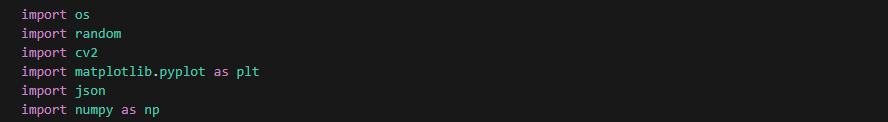 import os
import random
import cv2
import matplotlib.pyplot as plt
import json
import numpy as np